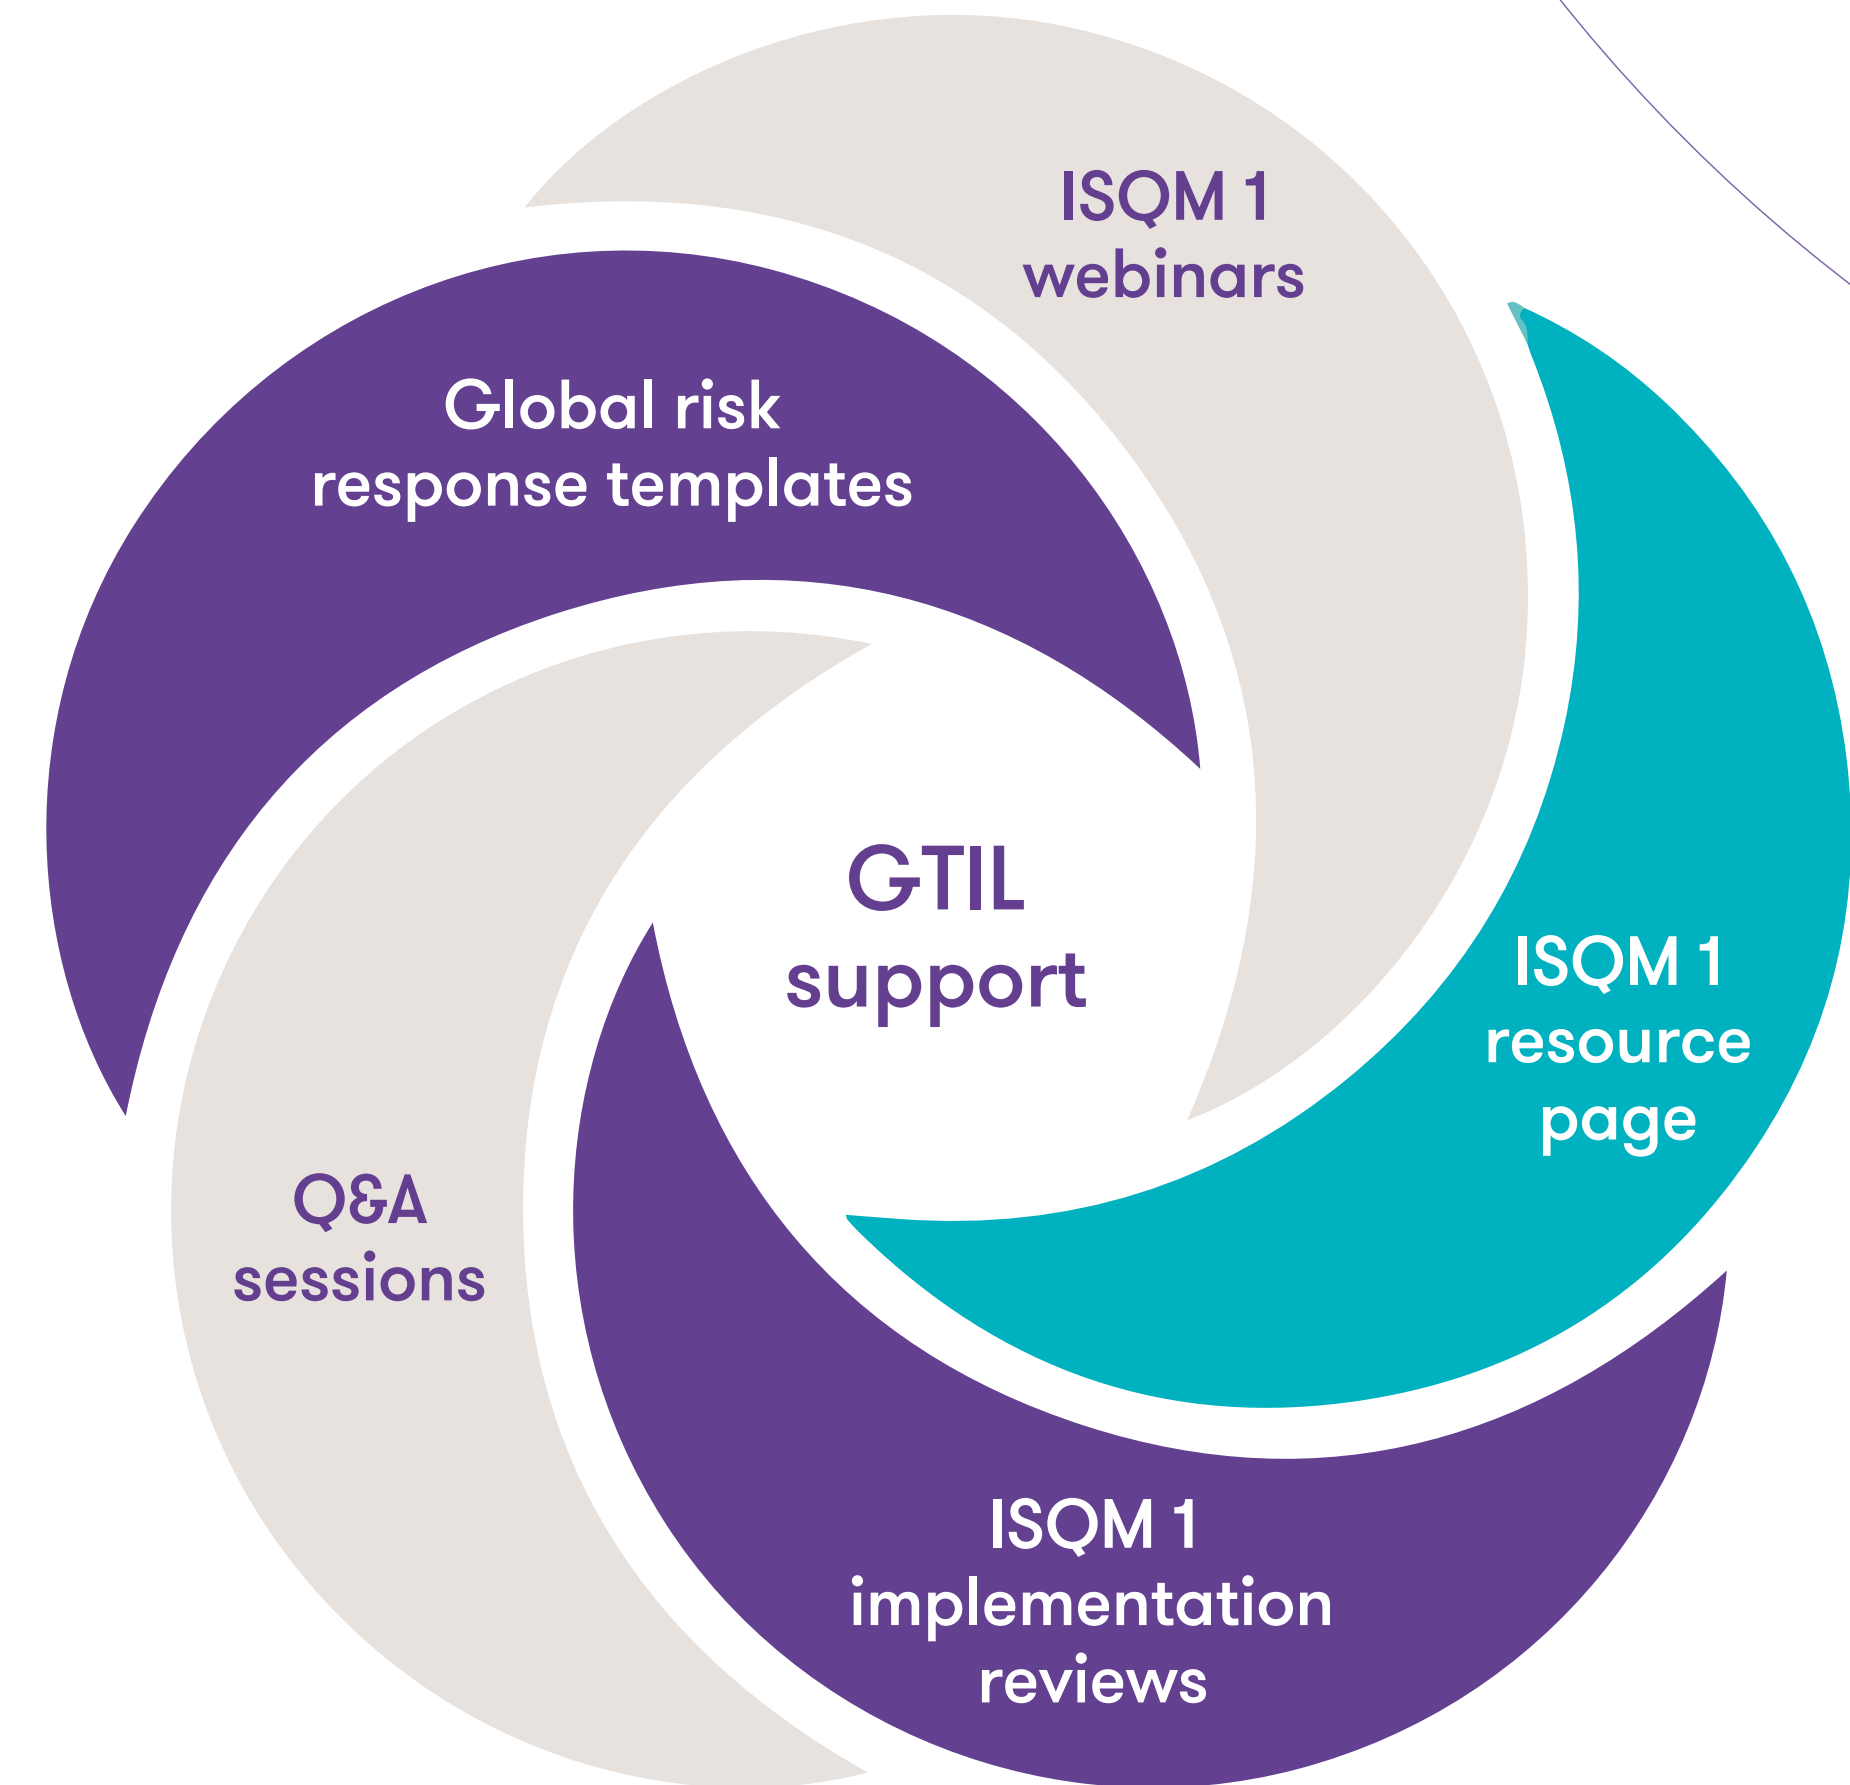 ISQM 1
webinars
Global risk
response templates
GTIL
support
ISQM 1
resource
page
Q&A
sessions
ISQM 1
implementation
reviews